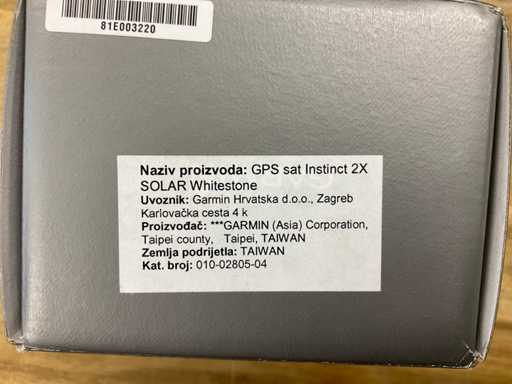 81E003220
Naziv proizvoda: GPS sat Instinct 2X
SOLAR Whitestone
Uvoznik: Garmin Hrvatska d.o.o., Zagreb
Karlovačka cesta 4 k
Proizvođač: ***GARMIN (Asia) Corporation,
Taipei county, Taipei, TAIWAN
Zemlja podrijetla: TAIWAN
Kat. broj: 010-02805-04